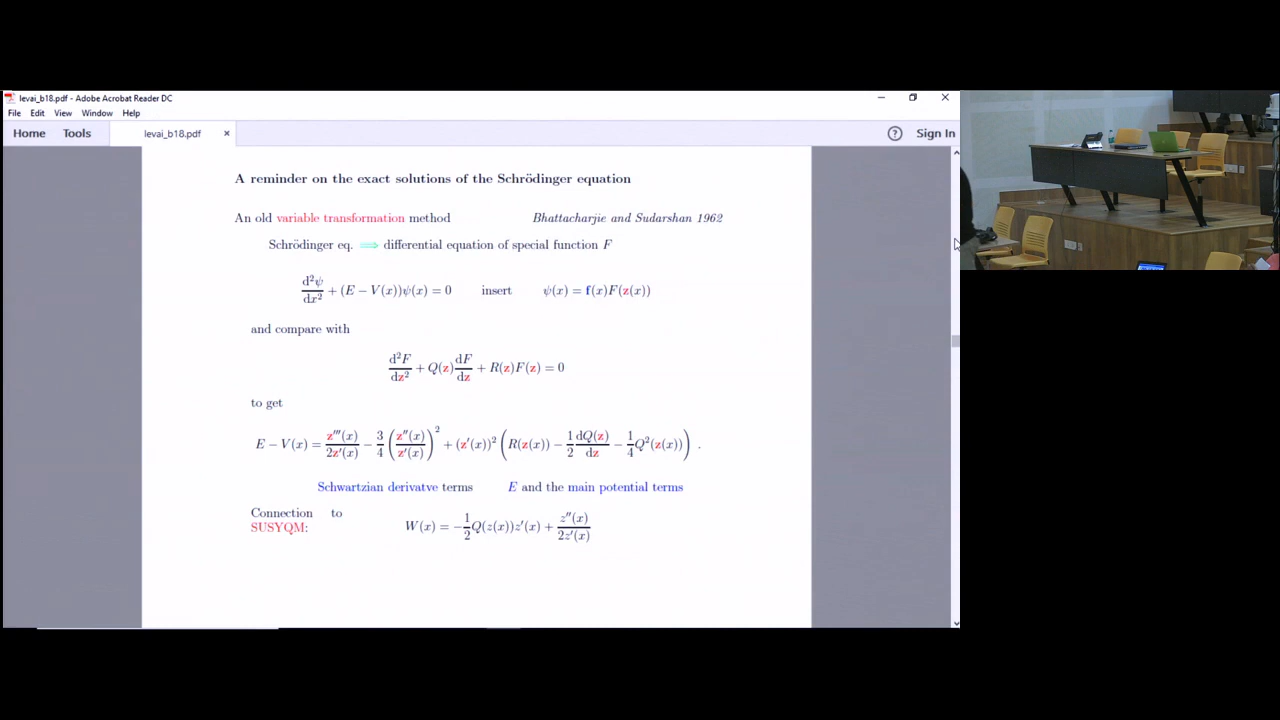 levai_b18.pdf - Adobe Acrobat Reader DC
File Edit View Window Help
Home Tools levai_b18.pdf × ? Sign In
A reminder on the exact solutions of the Schrödinger equation
An old variable transformation method Bhattacharjie and Sudarshan 1962
Schrödinger eq. ⟹ differential equation of special function F
d²ψ/dx² + (E − V(x))ψ(x) = 0 insert ψ(x) = f(x)F(z(x))
and compare with
d²F/dz² + Q(z) dF/dz + R(z)F(z) = 0
to get
E − V(x) = z′′′(x)/2z′(x) − 3/4 (z′′(x)/z′(x))² + (z′(x))² (R(z(x)) − 1/2 dQ(z)/dz − 1/4 Q²(z(x))) .
Schwartzian derivatve terms E and the main potential terms
Connection to
SUSYQM: W(x) = −1/2 Q(z(x))z′(x) + z′′(x)/2z′(x)